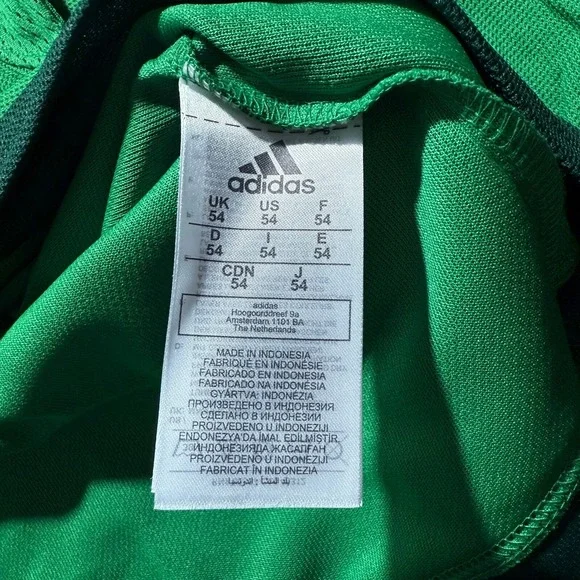 adidas
UK US F
54 54 54
D I E
54 54 54
CDN J
54 54
adidas
Hoogoorddreef 9a
Amsterdam 1101 BA
The Netherlands
MADE IN INDONESIA
FABRIQUÉ EN INDONÉSIE
FABRICADO EN INDONESIA
FABRICADO NA INDONÉSIA
GYÁRTVA: INDONÉZIA
ПРОИЗВЕДЕНО В ИНДОНЕЗИЯ
СДЕЛАНО В ИНДОНЕЗИИ
PROIZVEDENO U INDONEZIJI
ENDONEZYA'DA İMAL EDİLMİŞTİR
ИНДОНЕЗИЯДА ЖАСАЛҒАН
PROIZVEDENO U INDONEZIJI
FABRICAT ÎN INDONEZIA